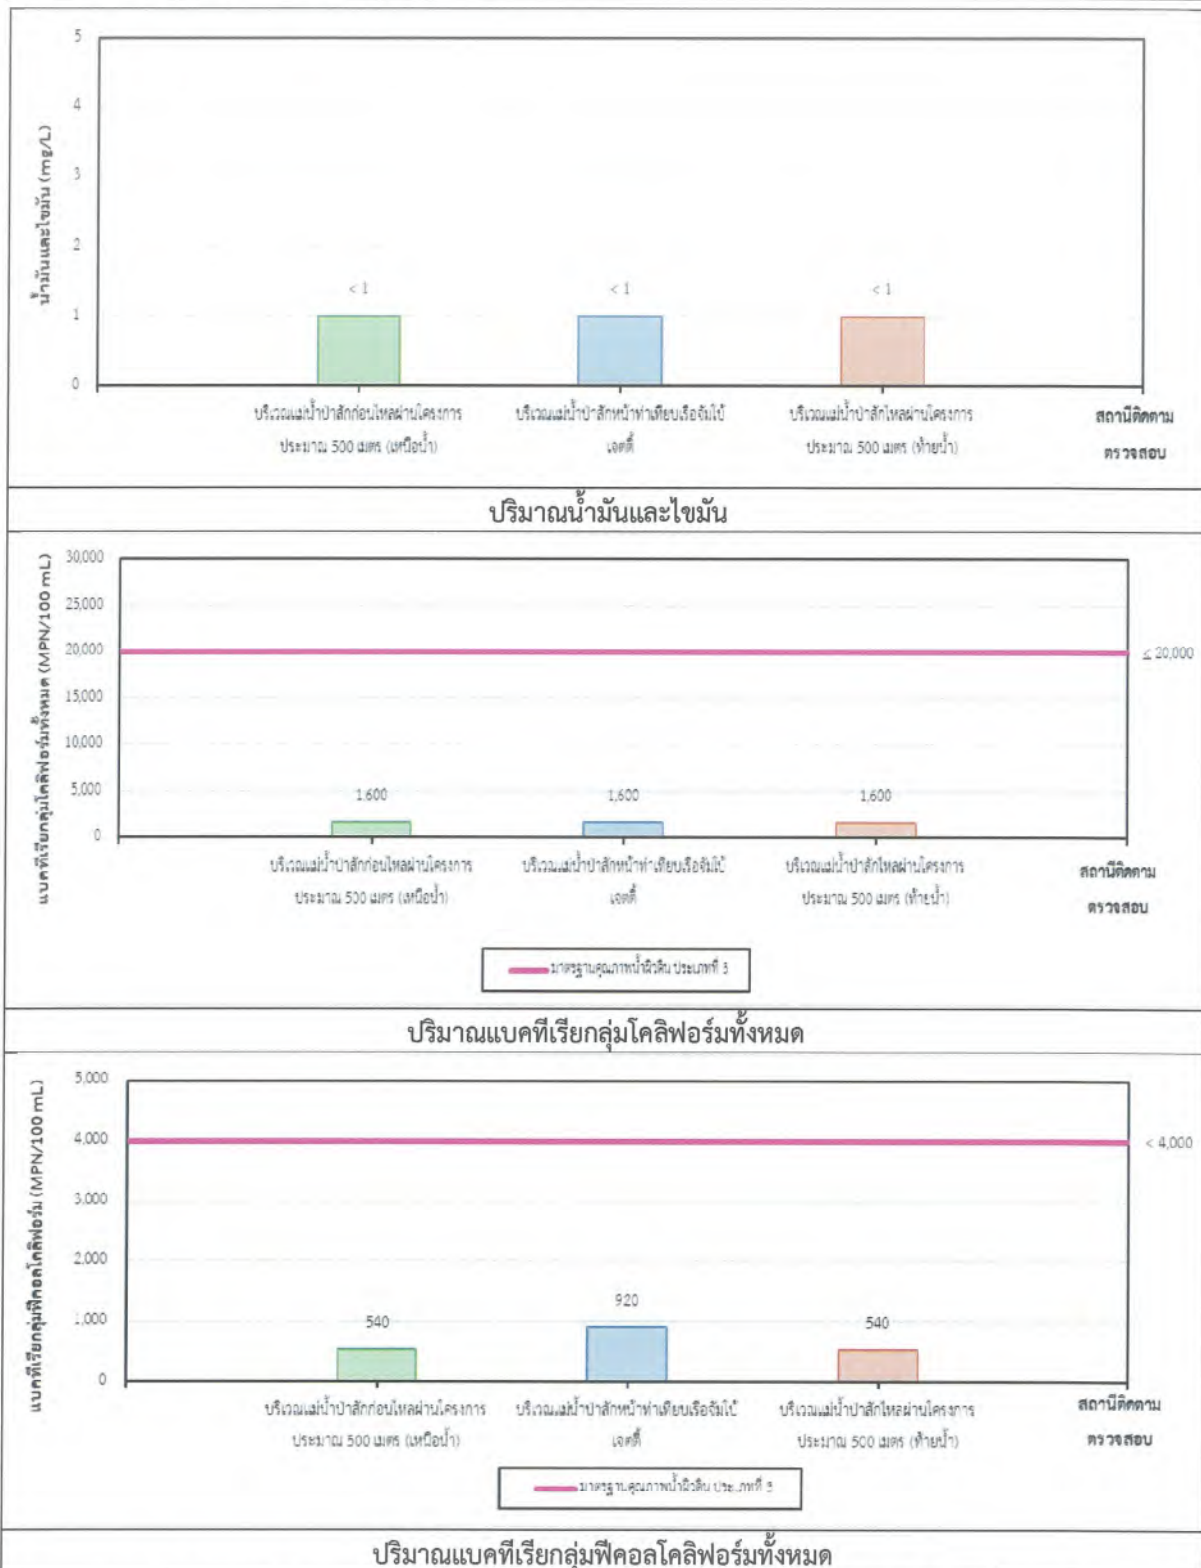 น้ำมันและไขมัน (mg/L)
5
4
3
2
1
0
< 1
< 1
< 1
บริเวณแม่น้ำป่าสักก่อนไหลผ่านโครงการ
ประมาณ 500 เมตร (เหนือน้ำ)
บริเวณแม่น้ำป่าสักหน้าท่าเทียบเรือจัมโบ้
เจตตี้
บริเวณแม่น้ำป่าสักไหลผ่านโครงการ
ประมาณ 500 เมตร (ท้ายน้ำ)
สถานีติดตาม
ตรวจสอบ
ปริมาณน้ำมันและไขมัน
แบคทีเรียกลุ่มโคลิฟอร์มทั้งหมด (MPN/100 mL)
30,000
25,000
20,000
15,000
10,000
5,000
0
≤ 20,000
1,600
1,600
1,600
บริเวณแม่น้ำป่าสักก่อนไหลผ่านโครงการ
ประมาณ 500 เมตร (เหนือน้ำ)
บริเวณแม่น้ำป่าสักหน้าท่าเทียบเรือจัมโบ้
เจตตี้
บริเวณแม่น้ำป่าสักไหลผ่านโครงการ
ประมาณ 500 เมตร (ท้ายน้ำ)
สถานีติดตาม
ตรวจสอบ
มาตรฐานคุณภาพน้ำผิวดิน ประเภทที่ 3
ปริมาณแบคทีเรียกลุ่มโคลิฟอร์มทั้งหมด
แบคทีเรียกลุ่มฟีคอลโคลิฟอร์ม (MPN/100 mL)
5,000
4,000
3,000
2,000
1,000
0
< 4,000
540
920
540
บริเวณแม่น้ำป่าสักก่อนไหลผ่านโครงการ
ประมาณ 500 เมตร (เหนือน้ำ)
บริเวณแม่น้ำป่าสักหน้าท่าเทียบเรือจัมโบ้
เจตตี้
บริเวณแม่น้ำป่าสักไหลผ่านโครงการ
ประมาณ 500 เมตร (ท้ายน้ำ)
สถานีติดตาม
ตรวจสอบ
มาตรฐานคุณภาพน้ำผิวดิน ประเภทที่ 3
ปริมาณแบคทีเรียกลุ่มฟีคอลโคลิฟอร์มทั้งหมด